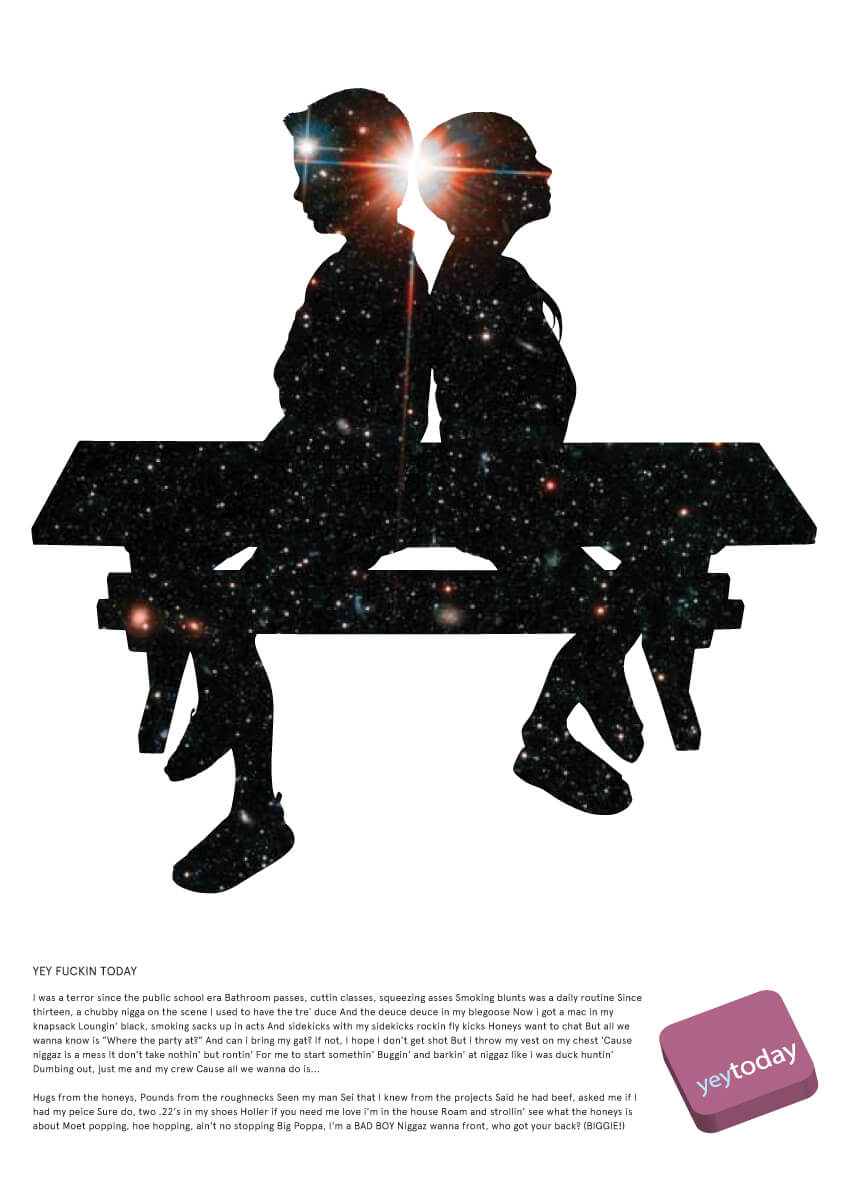 YEY FUCKIN TODAY
I was a terror since the public school era Bathroom passes, cuttin classes, squeezing asses Smoking blunts was a daily routine Since
thirteen, a chubby nigga on the scene I used to have the tre' duce And the deuce deuce in my blegoose Now i got a mac in my
knapsack Loungin' black, smoking sacks up in acts And sidekicks with my sidekicks rockin fly kicks Honeys want to chat But all we
wanna know is "Where the party at?" And can i bring my gat? If not, I hope I don't get shot But i throw my vest on my chest 'Cause
niggaz is a mess It don't take nothin' but rontin' For me to start somethin' Buggin' and barkin' at niggaz like i was duck huntin'
Dumbing out, just me and my crew Cause all we wanna do is...
Hugs from the honeys, Pounds from the roughnecks Seen my man Sei that I knew from the projects Said he had beef, asked me if I
had my peice Sure do, two .22's in my shoes Holler if you need me love i'm in the house Roam and strollin' see what the honeys is
about Moet popping, hoe hopping, ain't no stopping Big Poppa, I'm a BAD BOY Niggaz wanna front, who got your back? (BIGGIE!)
yeytoday